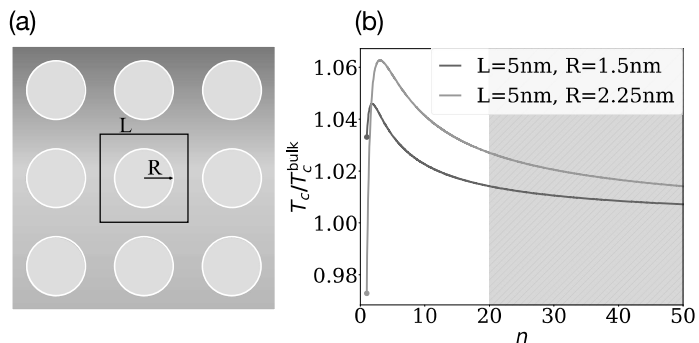 (a)
L
R
(b)
T_c/T_c^bulk
1.06
1.04
1.02
1.00
0.98
L=5nm, R=1.5nm
L=5nm, R=2.25nm
0 10 20 30 40 50
n